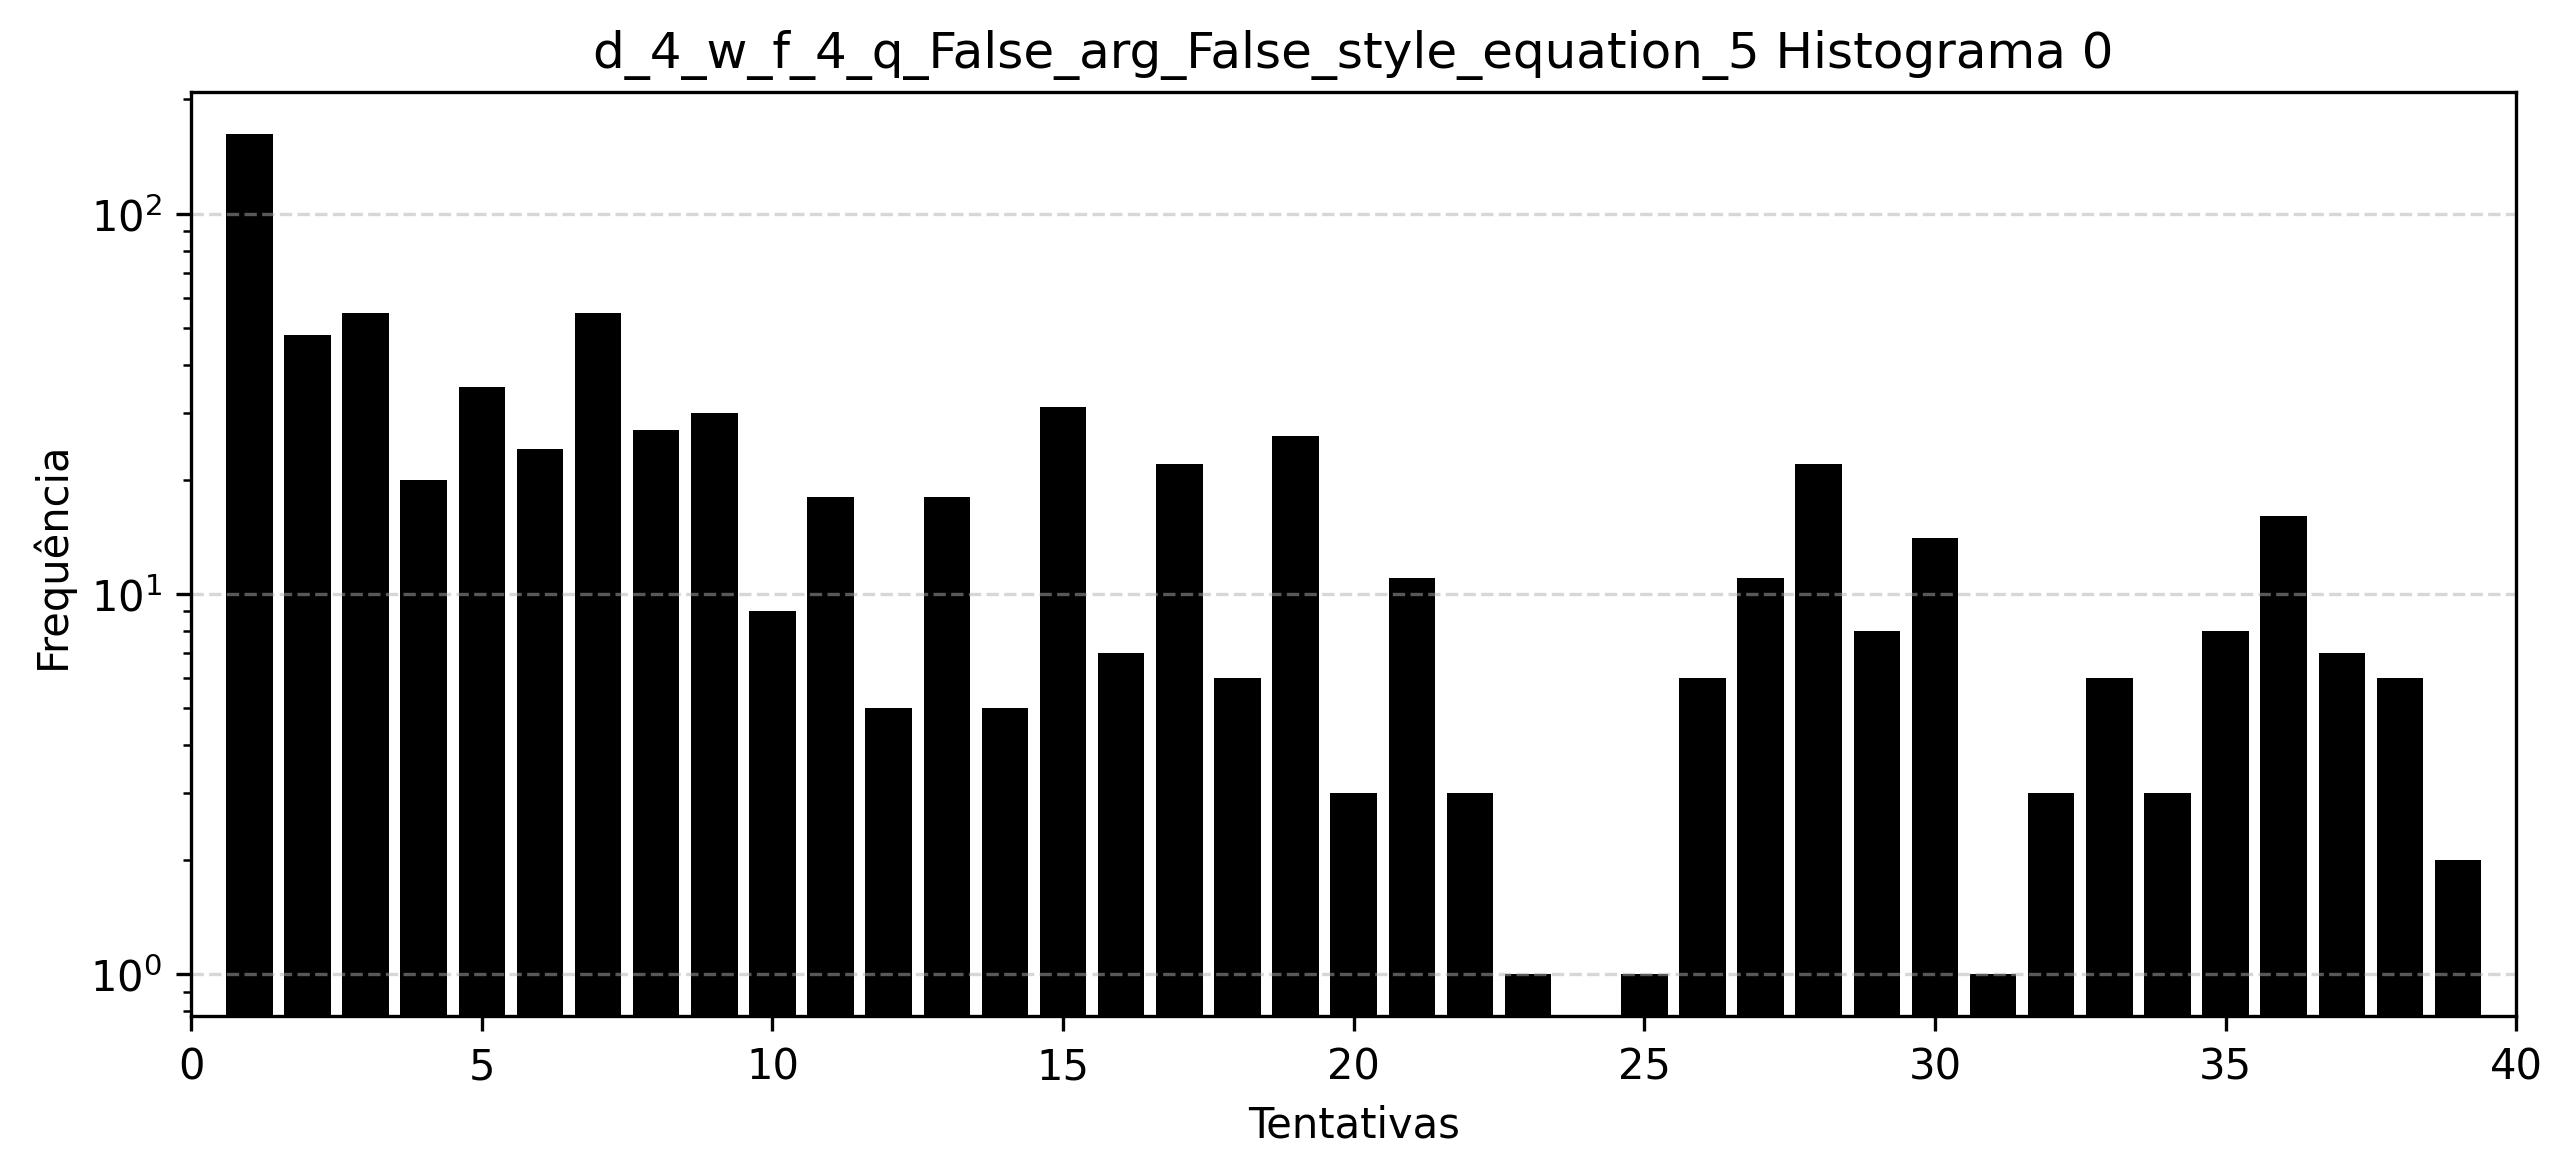 d_4_w_f_4_q_False_arg_False_style_equation_5 Histograma 0
Frequência
10²
10¹
10⁰
0 5 10 15 20 25 30 35 40
Tentativas